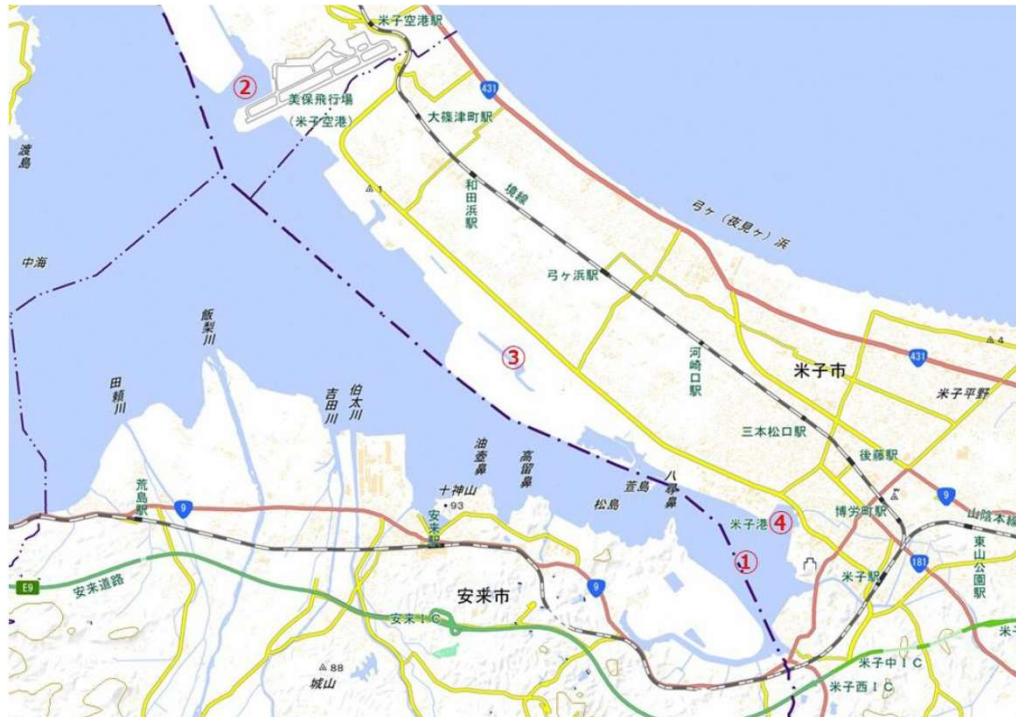 米子空港駅
②
431
美保飛行場
(米子空港)
大篠津町駅
渡島
1
和田浜駅
境線
弓ヶ(夜見ヶ)浜
中海
弓ヶ浜駅
飯梨川
③
河崎口駅
431
4
米子市
米子平野
田頼川
吉田川
伯太川
三本松口駅
後藤駅
油壺鼻
高留鼻
八尋鼻
萱島
松島
荒島駅
9
十神山
93
安来駅
米子港
④
博労町駅
9
山陰本線
①
東山公園駅
181
米子駅
E9
安来道路
安来市
9
安来IC
88
城山
米子中IC
米子西IC
米子